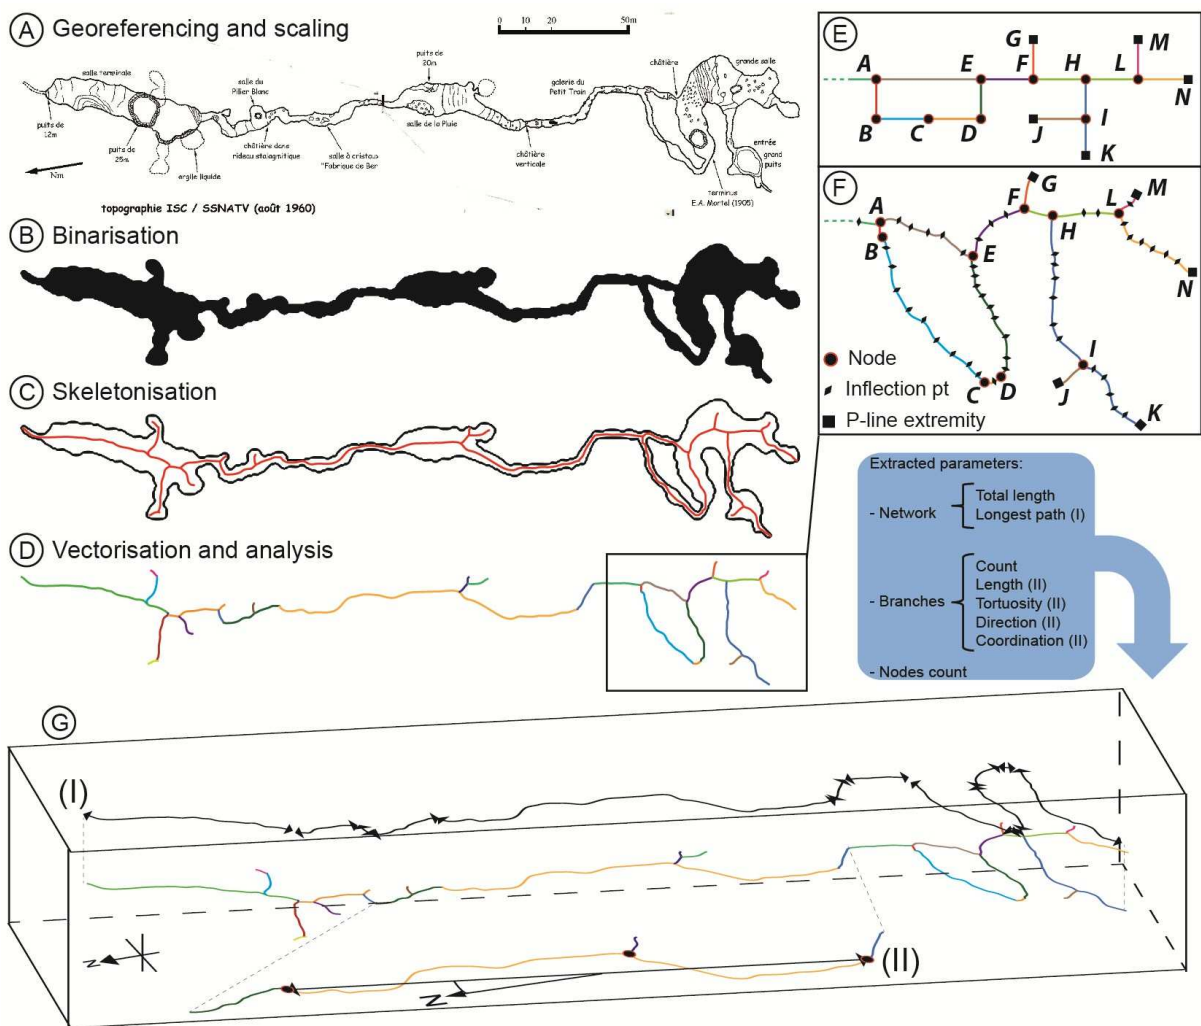 A Georeferencing and scaling
0 10 20 50m
salle terminale
puits de
12m
puits de
25m
argile liquide
salle du
Pilier Blanc
châtière dans
rideau stalagmitique
salle à cristaux
"Fabrique de Ber"
puits de
20m
salle de la Pluie
châtière
verticale
galerie du
Petit Train
châtière
grande salle
entrée
grand
puits
terminus
E.A. Martel (1905)
Nm
topographie ISC / SSNATV (août 1960)
B Binarisation
C Skeletonisation
D Vectorisation and analysis
E
A
B
C
D
E
F
G
H
I
J
K
L
M
N
F
A
B
C
D
E
F
G
H
I
J
K
L
M
N
Node
Inflection pt
P-line extremity
Extracted parameters:
- Network
Total length
Longest path (I)
- Branches
Count
Length (II)
Tortuosity (II)
Direction (II)
Coordination (II)
- Nodes count
G
(I)
(II)
N
N